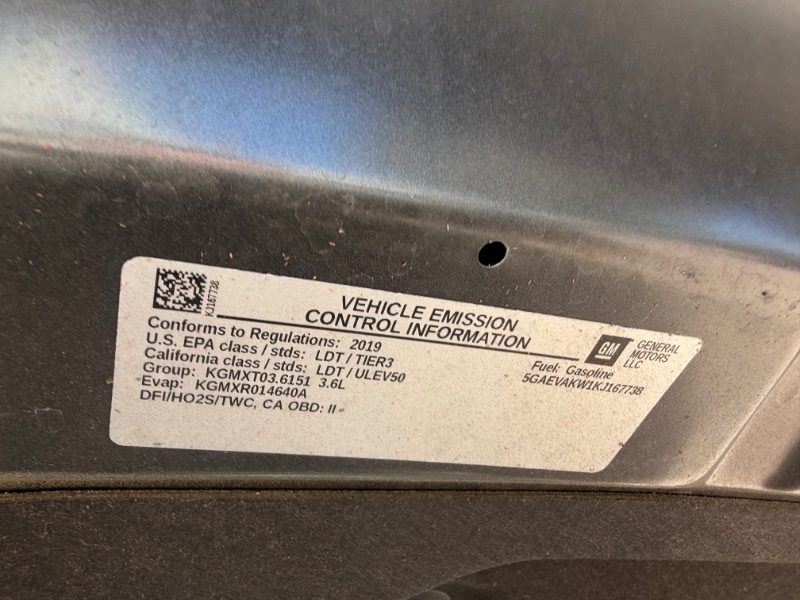 KJ167738
VEHICLE EMISSION
CONTROL INFORMATION
Conforms to Regulations: 2019
U.S. EPA class / stds: LDT / TIER3
California class / stds: LDT / ULEV50
Group: KGMXT03.6151 3.6L
Evap: KGMXR014640A
DFI/HO2S/TWC, CA OBD: II
GM
GENERAL
MOTORS
LLC
Fuel: Gasoline
5GAEVAKW1KJ167738